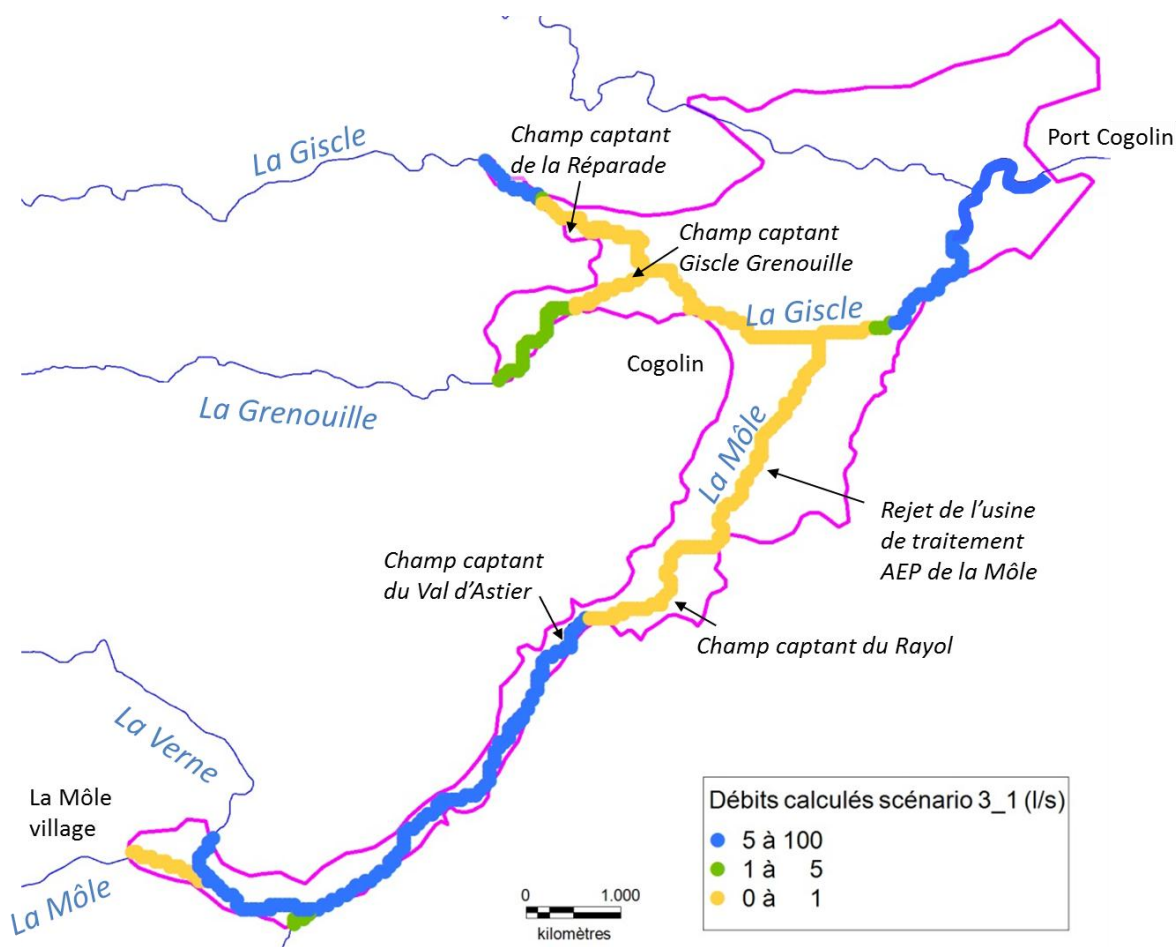 Champ captant
de la Réparade
La Giscle
Port Cogolin
Champ captant
Giscle Grenouille
La Giscle
Cogolin
La Grenouille
La Môle
Rejet de l’usine
de traitement
AEP de la Môle
Champ captant
du Val d’Astier
Champ captant du Rayol
La Verne
La Môle
village
La Môle
Débits calculés scénario 3_1 (l/s)
5 à 100
1 à 5
0 à 1
0 1.000
kilomètres